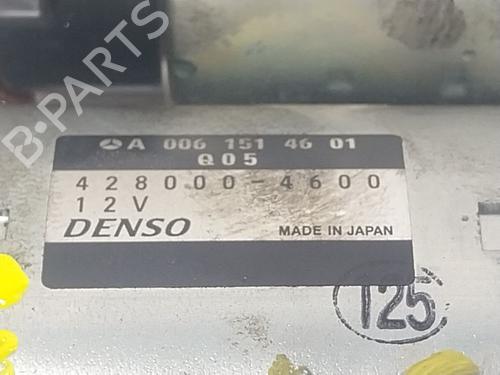 A 006 151 46 01
Q05
428000-4600
12V
DENSO MADE IN JAPAN
125
B-PARTS